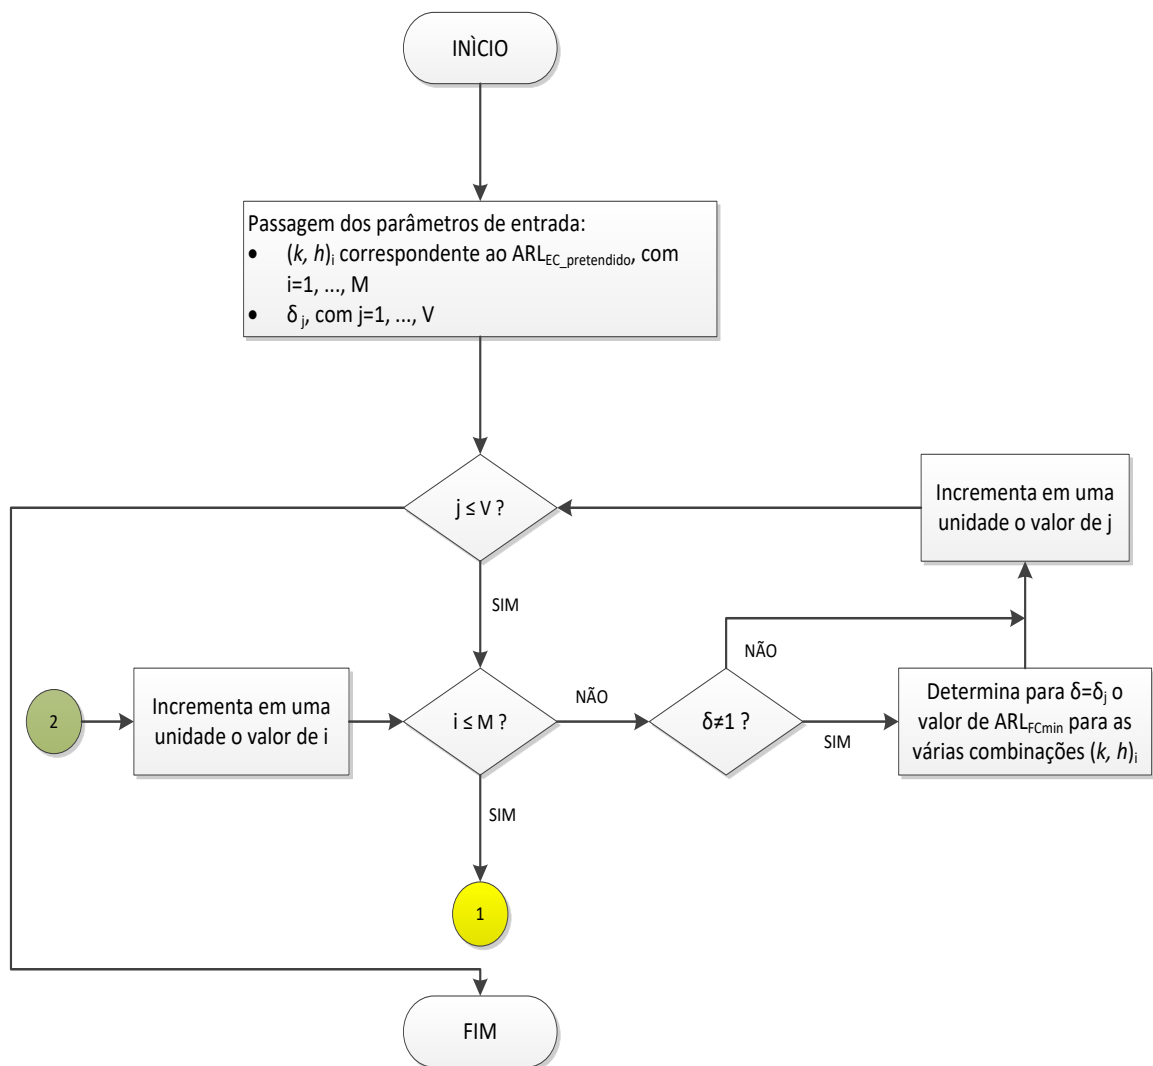 INÌCIO
Passagem dos parâmetros de entrada:
• (k, h)i correspondente ao ARLEC_pretendido, com
i=1, ..., M
• δ j, com j=1, ..., V
j ≤ V ?
Incrementa em uma
unidade o valor de j
SIM
NÃO
2
Incrementa em uma
unidade o valor de i
i ≤ M ?
NÃO
δ≠1 ?
SIM
Determina para δ=δj o
valor de ARLFCmin para as
várias combinações (k, h)i
SIM
1
FIM